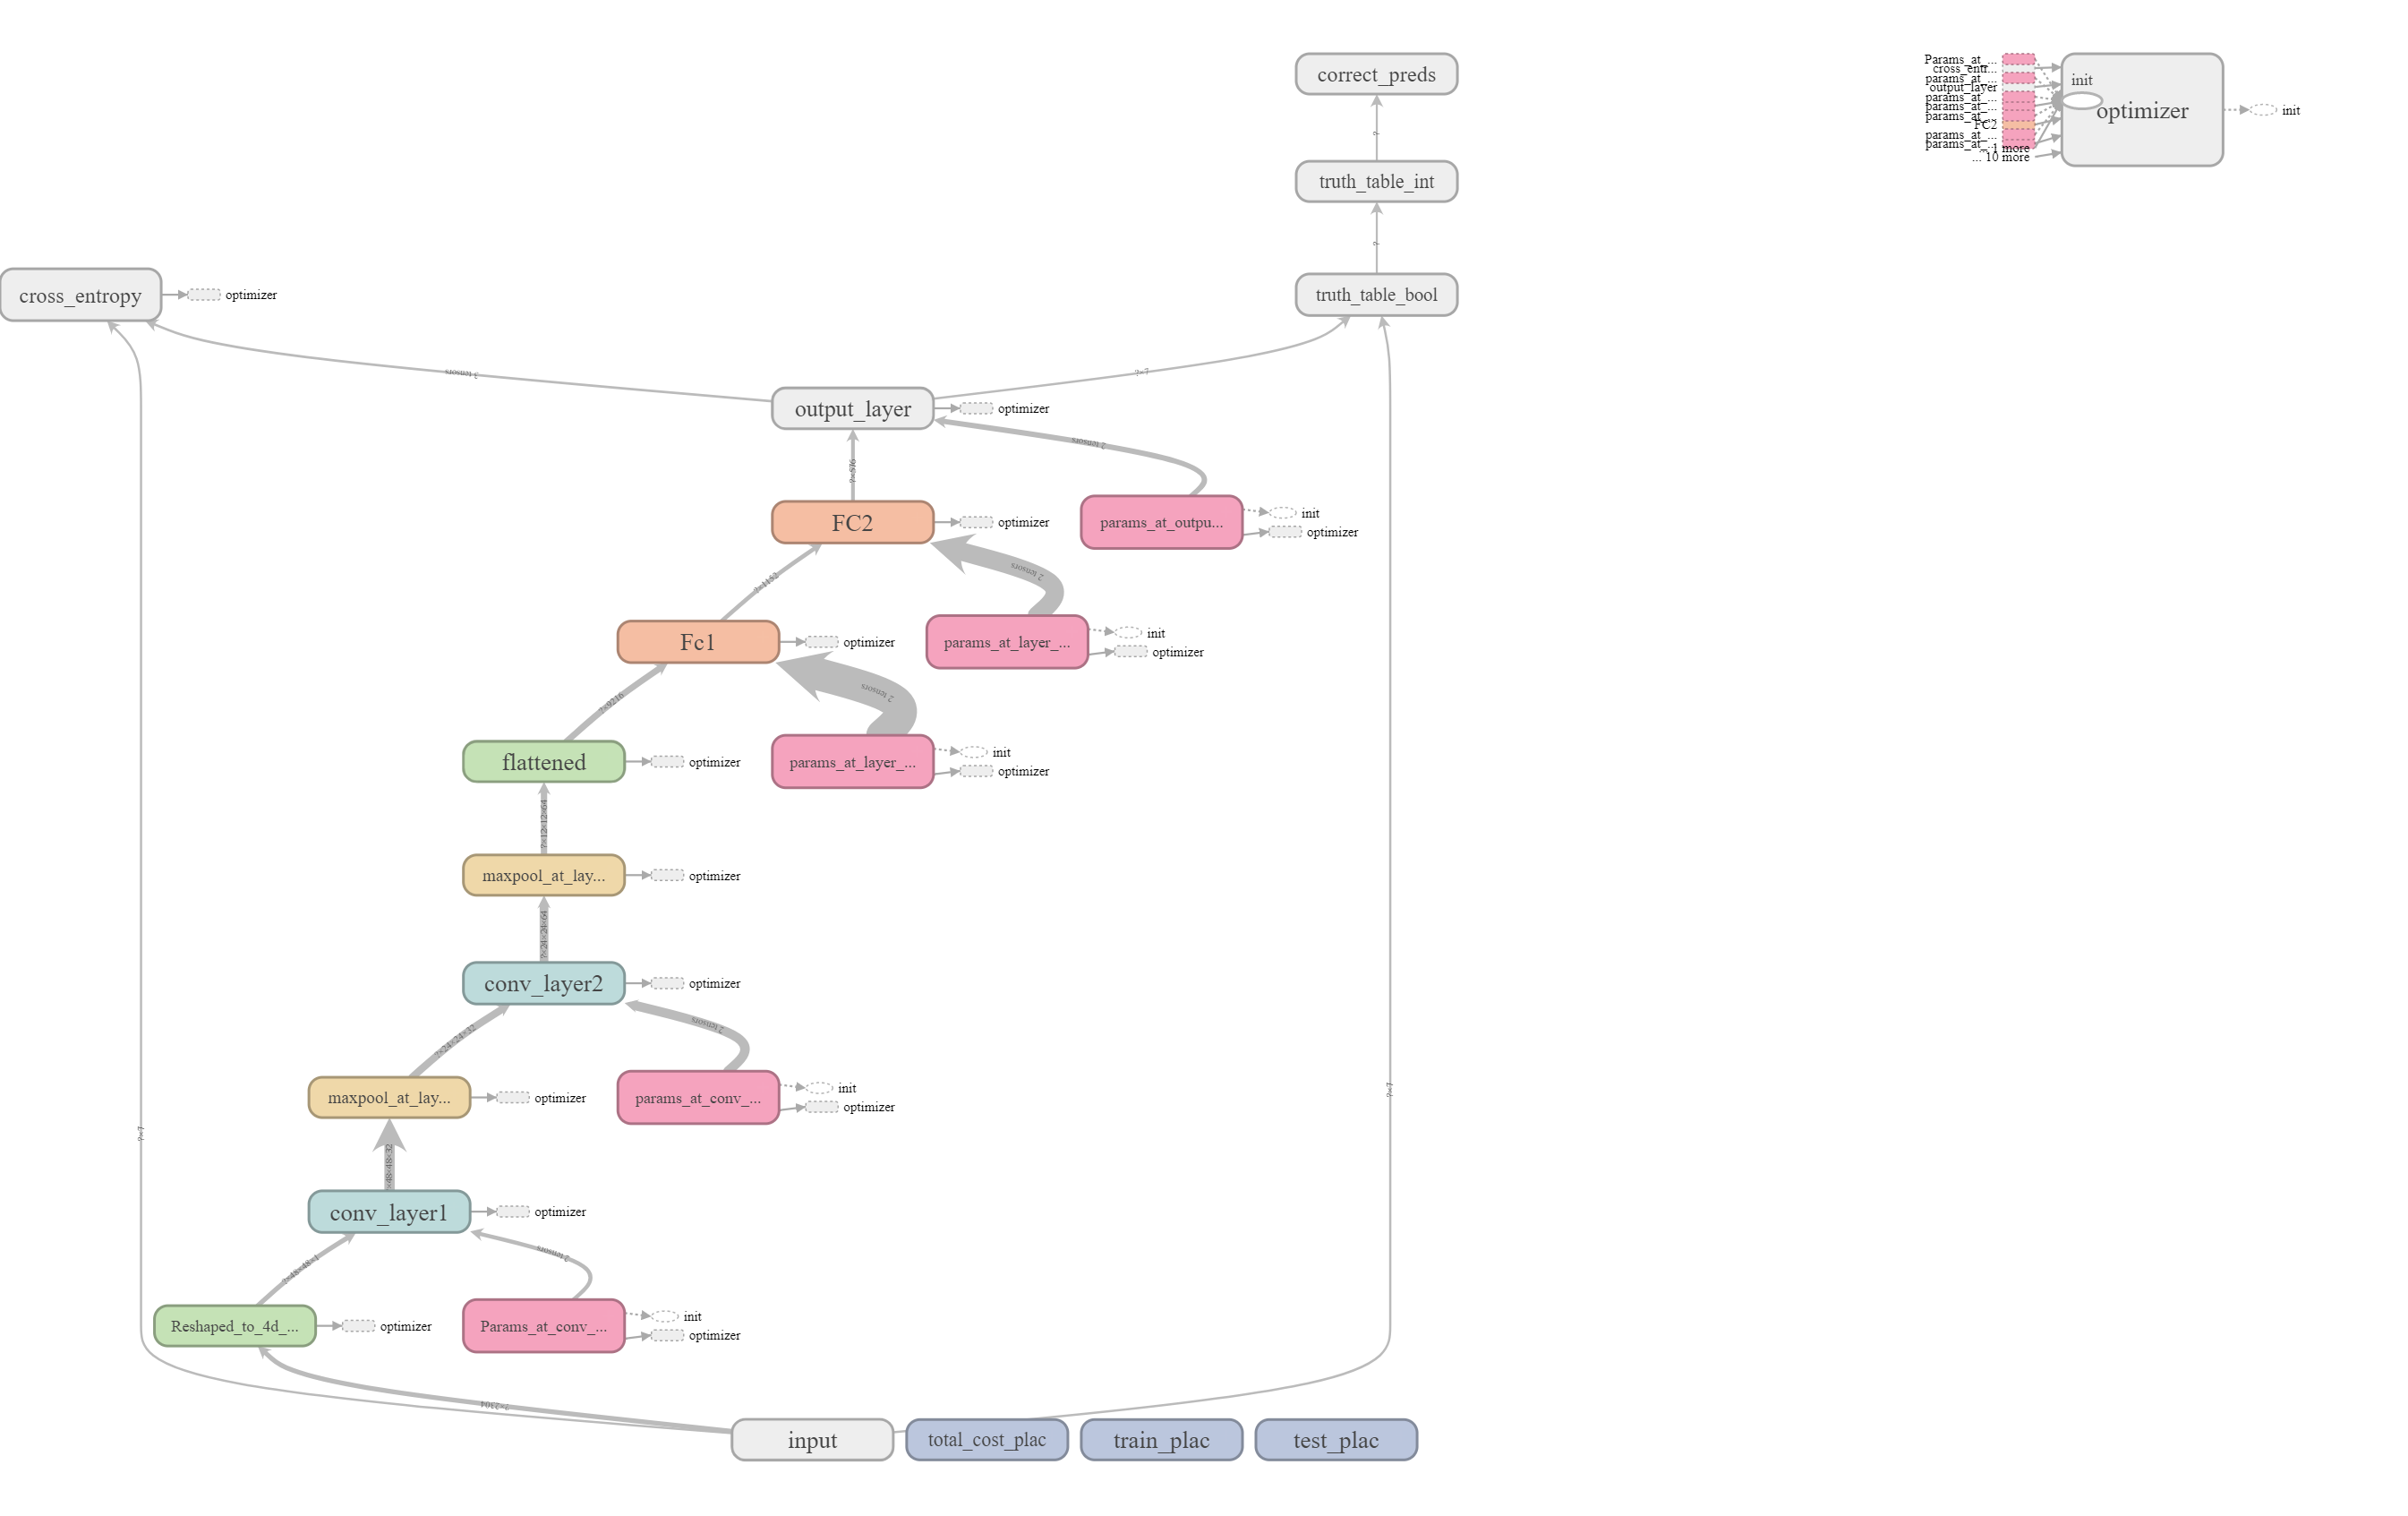 correct_preds
?
truth_table_int
?
truth_table_bool
Params_at_...
cross_entr...
params_at_...
output_layer
params_at_...
params_at_...
params_at_...
FC2
params_at_...
params_at_...
... 10 more
init
optimizer
init
cross_entropy
optimizer
3 tensors
?×7
output_layer
optimizer
2 tensors
?×576
FC2
optimizer
params_at_outpu...
init
optimizer
?×1152
2 tensors
Fc1
optimizer
params_at_layer_...
init
optimizer
?×9216
2 tensors
flattened
optimizer
params_at_layer_...
init
optimizer
?×12×12×64
maxpool_at_lay...
optimizer
?×24×24×64
conv_layer2
optimizer
?×24×24×32
2 tensors
maxpool_at_lay...
optimizer
params_at_conv_...
init
optimizer
?×7
?×7
×48×48×32
conv_layer1
optimizer
?×48×48×1
2 tensors
Reshaped_to_4d_...
optimizer
Params_at_conv_...
init
optimizer
?×2304
input
total_cost_plac
train_plac
test_plac